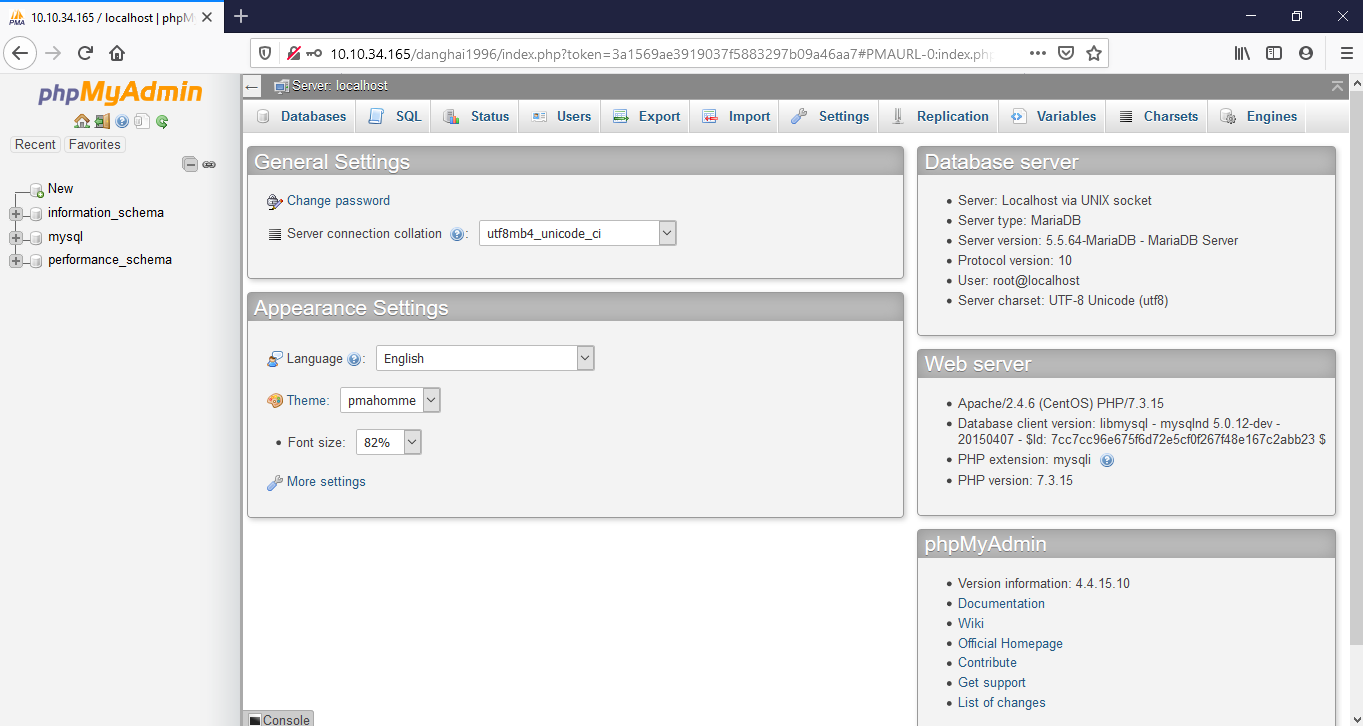 10.10.34.165 / localhost | phpM
10.10.34.165/danghai1996/index.php?token=3a1569ae3919037f5883297b09a46aa7#PMAURL-0:index.php
phpMyAdmin
Recent
Favorites
New
information_schema
mysql
performance_schema
Server: localhost
Databases
SQL
Status
Users
Export
Import
Settings
Replication
Variables
Charsets
Engines
General Settings
Change password
Server connection collation :
utf8mb4_unicode_ci
Appearance Settings
Language :
English
Theme:
pmahomme
Font size:
82%
More settings
Database server
Server: Localhost via UNIX socket
Server type: MariaDB
Server version: 5.5.64-MariaDB - MariaDB Server
Protocol version: 10
User: root@localhost
Server charset: UTF-8 Unicode (utf8)
Web server
Apache/2.4.6 (CentOS) PHP/7.3.15
Database client version: libmysql - mysqlnd 5.0.12-dev -
20150407 - $Id: 7cc7cc96e675f6d72e5cf0f267f48e167c2abb23 $
PHP extension: mysqli
PHP version: 7.3.15
phpMyAdmin
Version information: 4.4.15.10
Documentation
Wiki
Official Homepage
Contribute
Get support
List of changes
Console